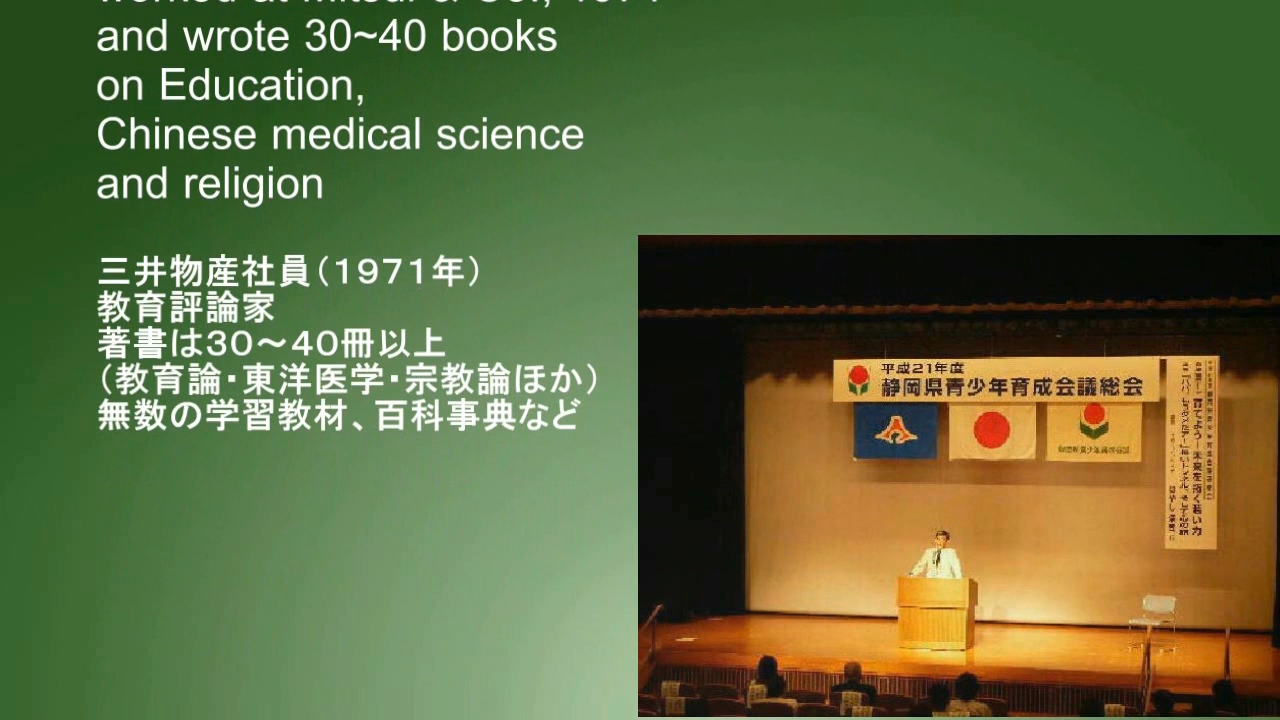 and wrote 30~40 books
on Education,
Chinese medical science
and religion
三井物産社員（１９７１年）
教育評論家
著書は３０～４０冊以上
（教育論・東洋医学・宗教論ほか）
無数の学習教材、百科事典など
平成21年度
静岡県青少年育成会議総会